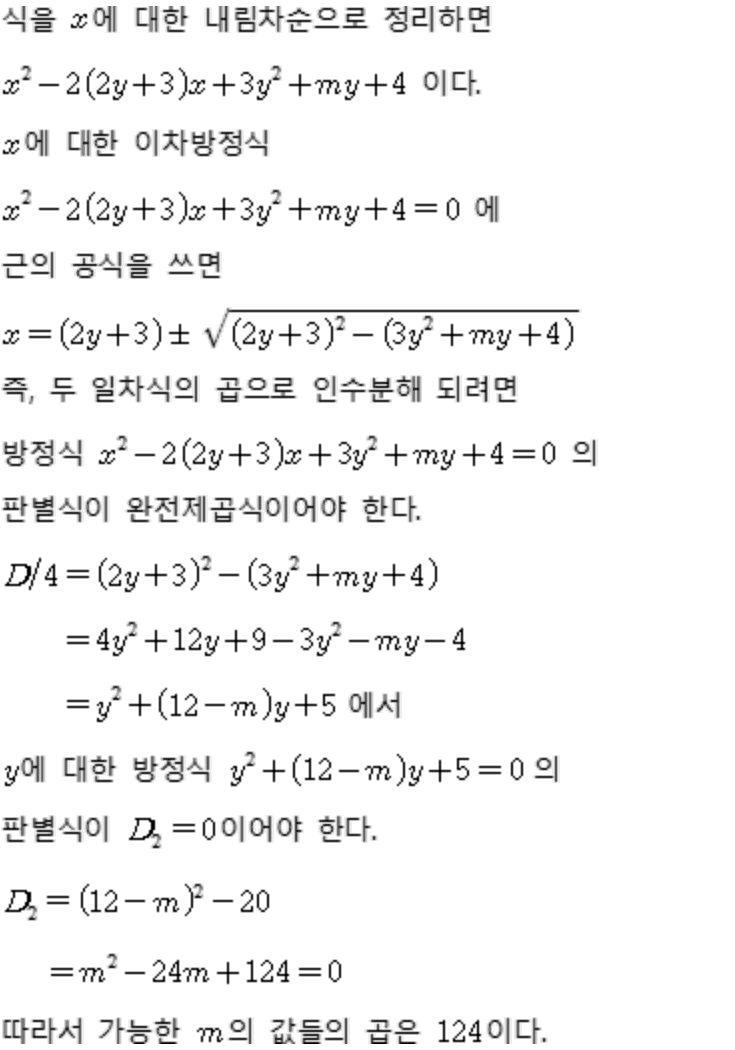 식을 x에 대한 내림차순으로 정리하면
x² − 2(2y+3)x + 3y² + my + 4 이다.
x에 대한 이차방정식
x² − 2(2y+3)x + 3y² + my + 4 = 0 에
근의 공식을 쓰면
x = (2y+3) ± √((2y+3)² − (3y² + my + 4))
즉, 두 일차식의 곱으로 인수분해 되려면
방정식 x² − 2(2y+3)x + 3y² + my + 4 = 0 의
판별식이 완전제곱식이어야 한다.
D/4 = (2y+3)² − (3y² + my + 4)
= 4y² + 12y + 9 − 3y² − my − 4
= y² + (12 − m)y + 5 에서
y에 대한 방정식 y² + (12 − m)y + 5 = 0 의
판별식이 D₂ = 0이어야 한다.
D₂ = (12 − m)² − 20
= m² − 24m + 124 = 0
따라서 가능한 m의 값들의 곱은 124이다.